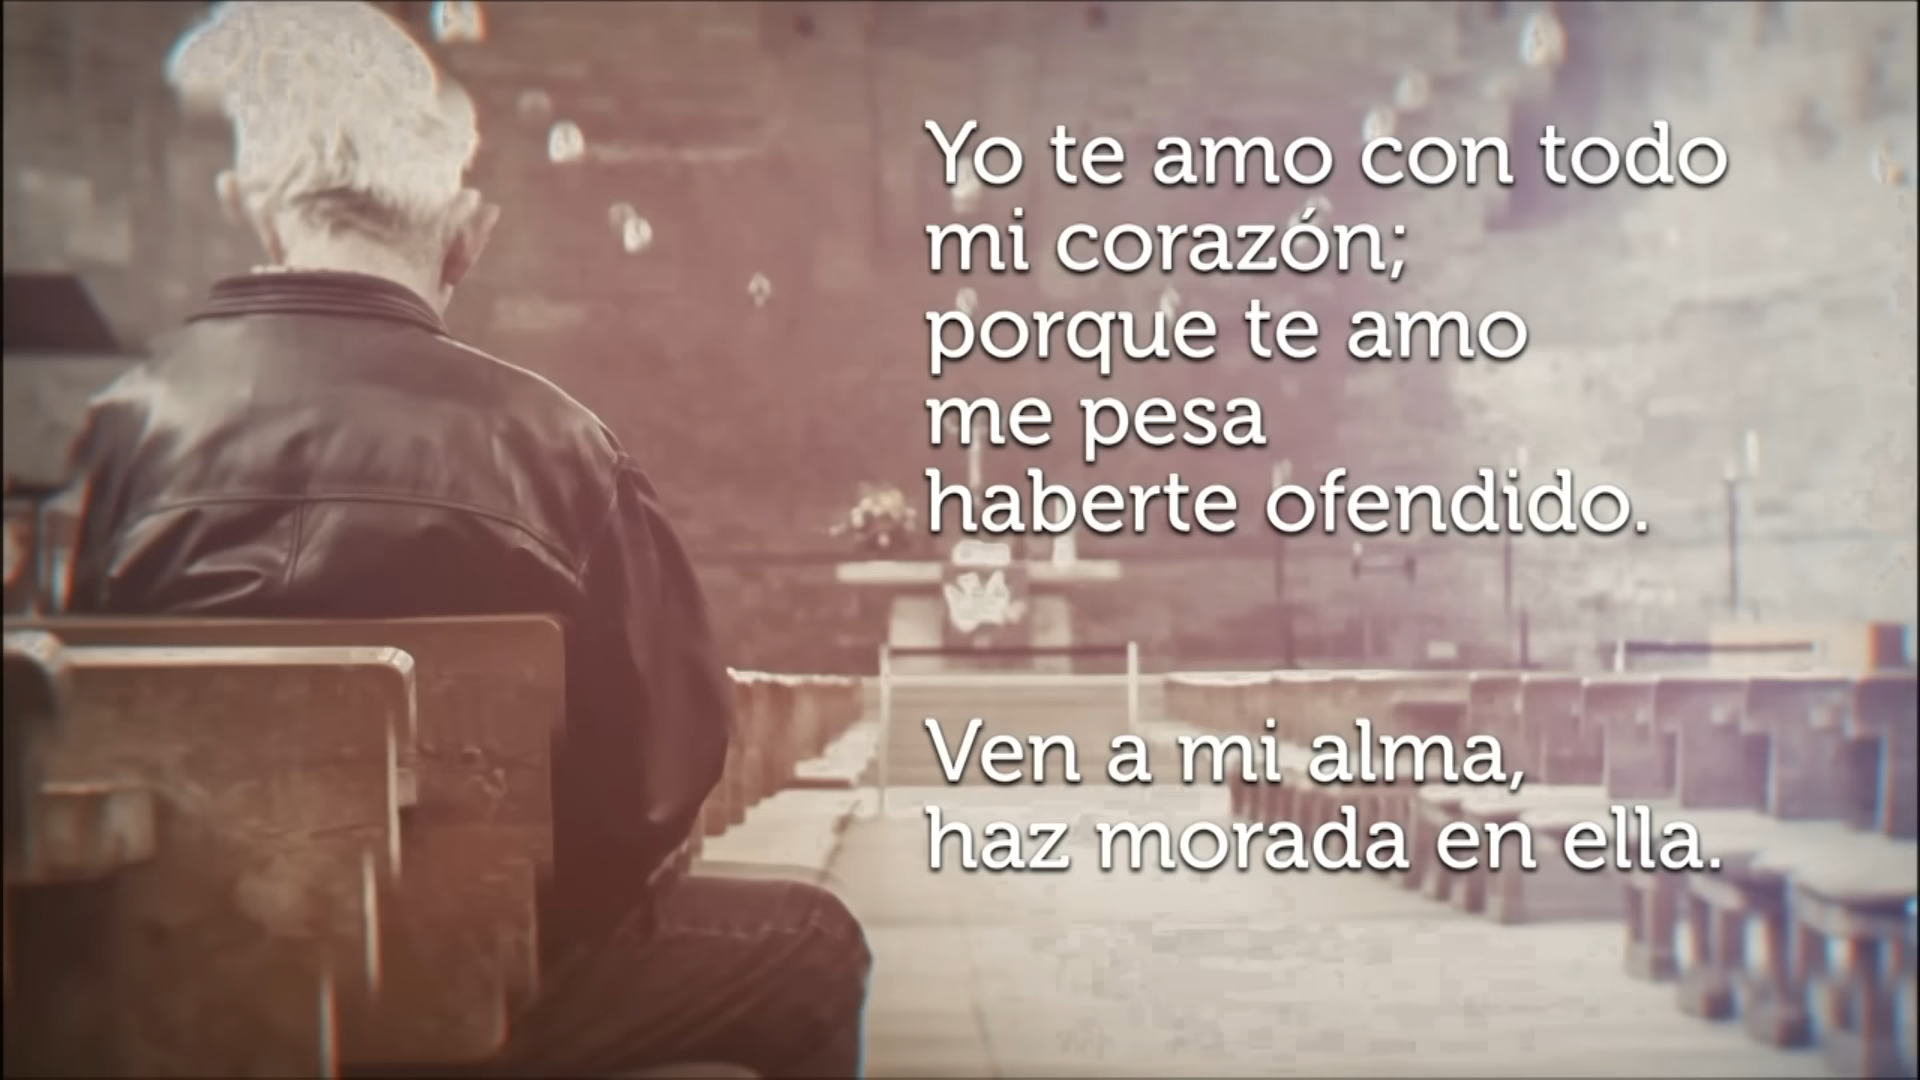 Yo te amo con todo
mi corazón;
porque te amo
me pesa
haberte ofendido.
Ven a mi alma,
haz morada en ella.